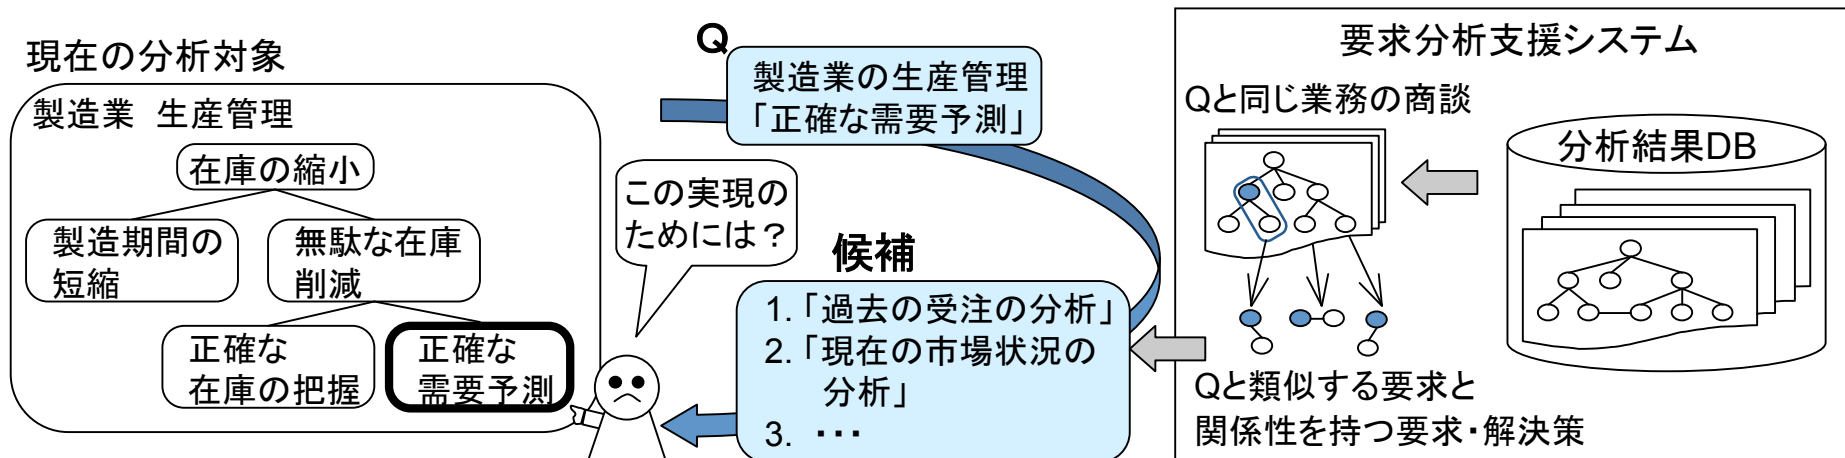 現在の分析対象
製造業 生産管理
在庫の縮小
製造期間の
短縮
無駄な在庫
削減
正確な
在庫の把握
正確な
需要予測
この実現の
ためには？
Q
製造業の生産管理
「正確な需要予測」
候補
1.「過去の受注の分析」
2.「現在の市場状況の
分析」
3. ・・・
要求分析支援システム
Qと同じ業務の商談
分析結果DB
Qと類似する要求と
関係性を持つ要求・解決策